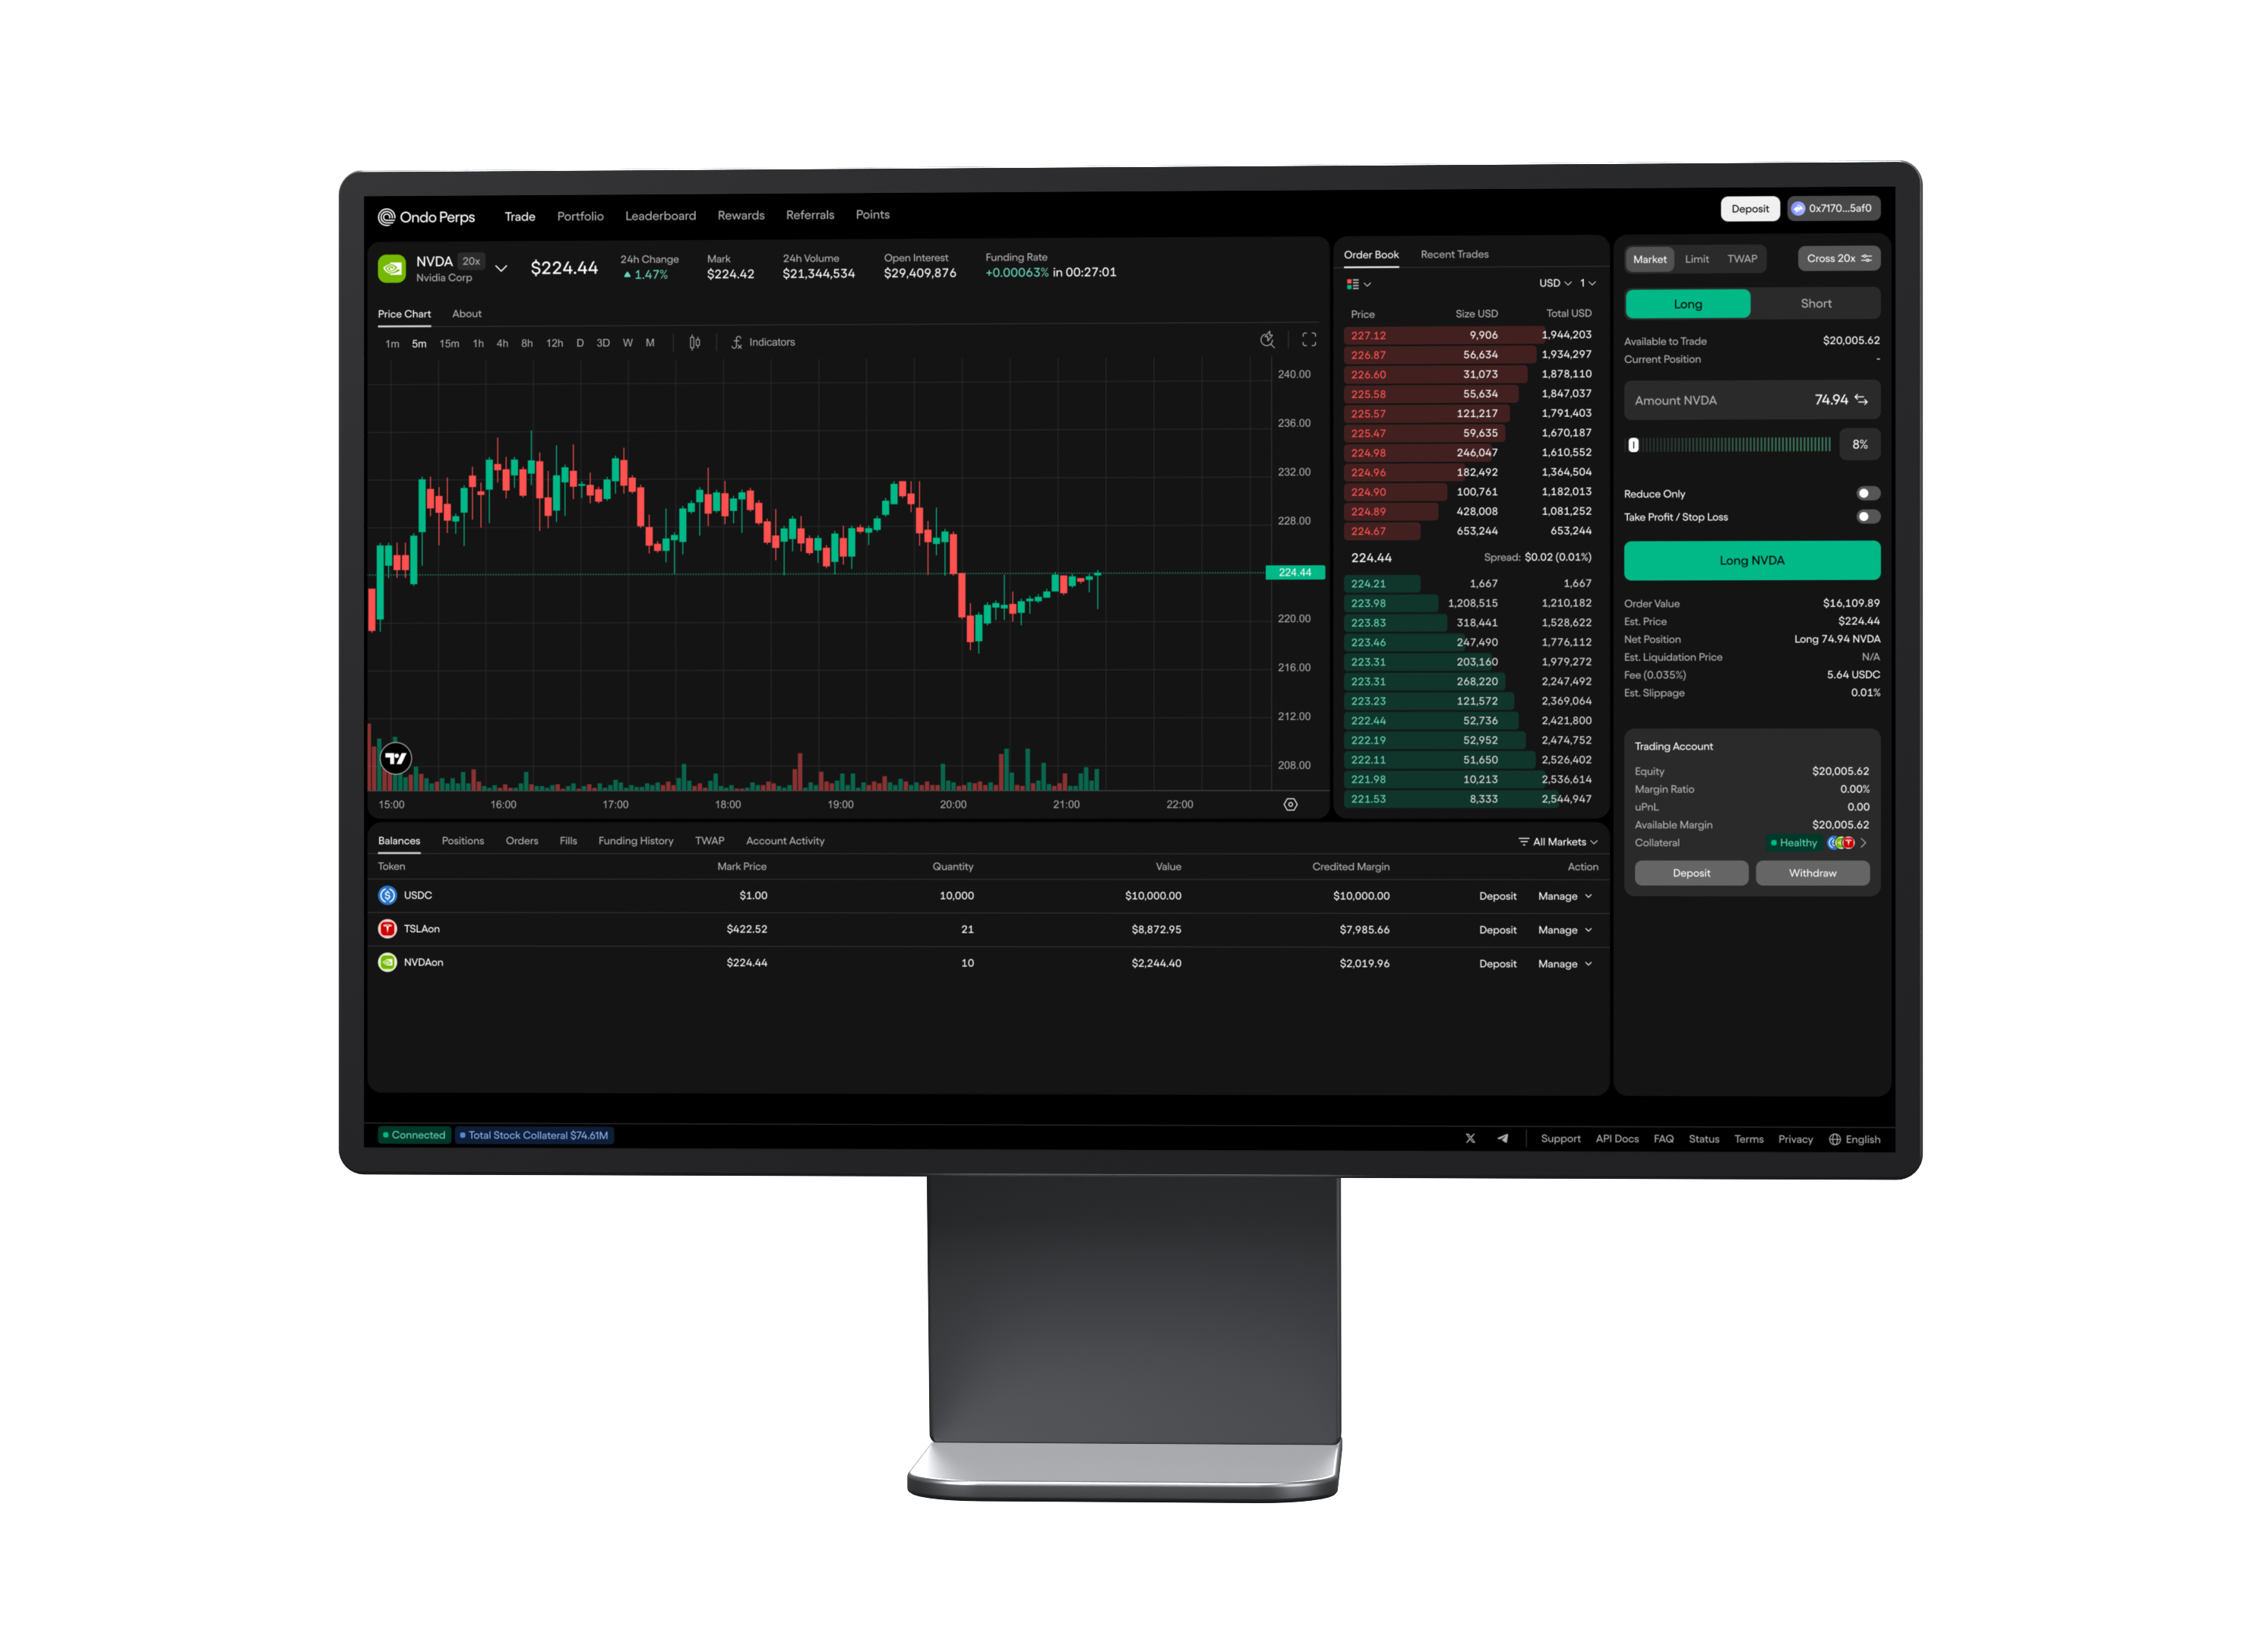 Ondo Perps Trade Portfolio Leaderboard Rewards Referrals Points Deposit 0x7170...5af0
NVDA 20x
Nvidia Corp
$224.44
24h Change
1.47%
Mark
$224.42
24h Volume
$21,344,534
Open Interest
$29,409,876
Funding Rate
+0.00063% in 00:27:01
Price Chart About
1m 5m 15m 1h 4h 8h 12h D 3D W M Indicators
240.00
236.00
232.00
228.00
224.44
220.00
216.00
212.00
208.00
15:00 16:00 17:00 18:00 19:00 20:00 21:00 22:00
Order Book Recent Trades
USD 1
Price Size USD Total USD
227.12 9,906 1,944,203
226.87 56,634 1,934,297
226.60 31,073 1,878,110
225.58 55,634 1,847,037
225.57 121,217 1,791,403
225.47 59,635 1,670,187
224.98 246,047 1,610,552
224.96 182,492 1,364,504
224.90 100,761 1,182,013
224.89 428,008 1,081,252
224.67 653,244 653,244
224.44 Spread: $0.02 (0.01%)
224.21 1,667 1,667
223.98 1,208,515 1,210,182
223.83 318,441 1,528,622
223.46 247,490 1,776,112
223.31 203,160 1,979,272
223.31 268,220 2,247,492
223.23 121,572 2,369,064
222.44 52,736 2,421,800
222.19 52,952 2,474,752
222.11 51,650 2,526,402
221.98 10,213 2,536,614
221.53 8,333 2,544,947
Market Limit TWAP Cross 20x
Long Short
Available to Trade $20,005.62
Current Position -
Amount NVDA 74.94
8%
Reduce Only
Take Profit / Stop Loss
Long NVDA
Order Value $16,109.89
Est. Price $224.44
Net Position Long 74.94 NVDA
Est. Liquidation Price N/A
Fee (0.035%) 5.64 USDC
Est. Slippage 0.01%
Trading Account
Equity $20,005.62
Margin Ratio 0.00%
uPnL 0.00
Available Margin $20,005.62
Collateral Healthy
Deposit Withdraw
Balances Positions Orders Fills Funding History TWAP Account Activity All Markets
Token Mark Price Quantity Value Credited Margin Action
USDC $1.00 10,000 $10,000.00 $10,000.00 Deposit Manage
TSLAon $422.52 21 $8,872.95 $7,985.66 Deposit Manage
NVDAon $224.44 10 $2,244.40 $2,019.96 Deposit Manage
Connected Total Stock Collateral $74.61M Support API Docs FAQ Status Terms Privacy English